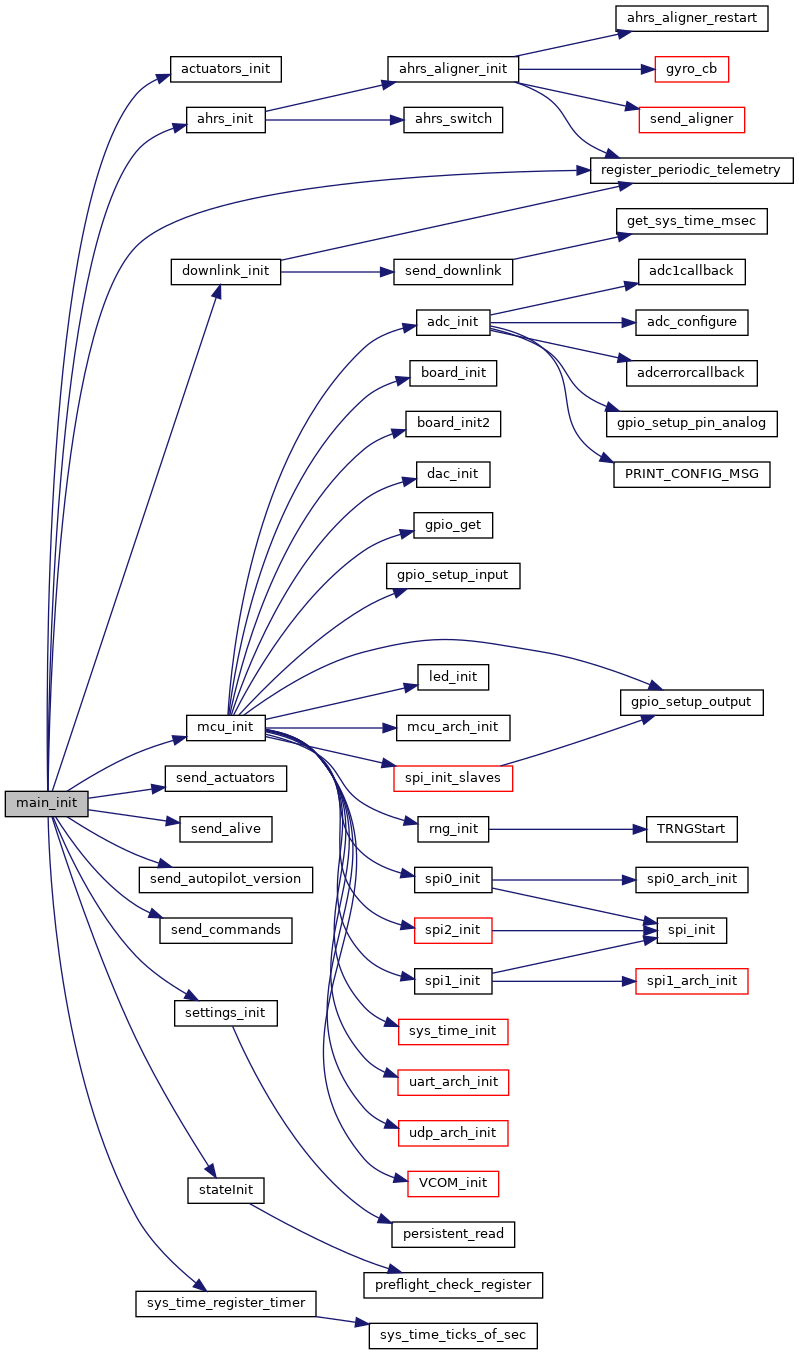 ahrs_aligner_restart
actuators_init
ahrs_aligner_init
gyro_cb
ahrs_init
ahrs_switch
send_aligner
register_periodic_telemetry
get_sys_time_msec
downlink_init
send_downlink
adc1callback
adc_init
adc_configure
board_init
adcerrorcallback
board_init2
gpio_setup_pin_analog
dac_init
PRINT_CONFIG_MSG
gpio_get
gpio_setup_input
led_init
gpio_setup_output
mcu_init
mcu_arch_init
send_actuators
spi_init_slaves
main_init
send_alive
rng_init
TRNGStart
send_autopilot_version
spi0_init
spi0_arch_init
send_commands
spi2_init
spi_init
spi1_init
spi1_arch_init
settings_init
sys_time_init
uart_arch_init
udp_arch_init
VCOM_init
stateInit
persistent_read
preflight_check_register
sys_time_register_timer
sys_time_ticks_of_sec